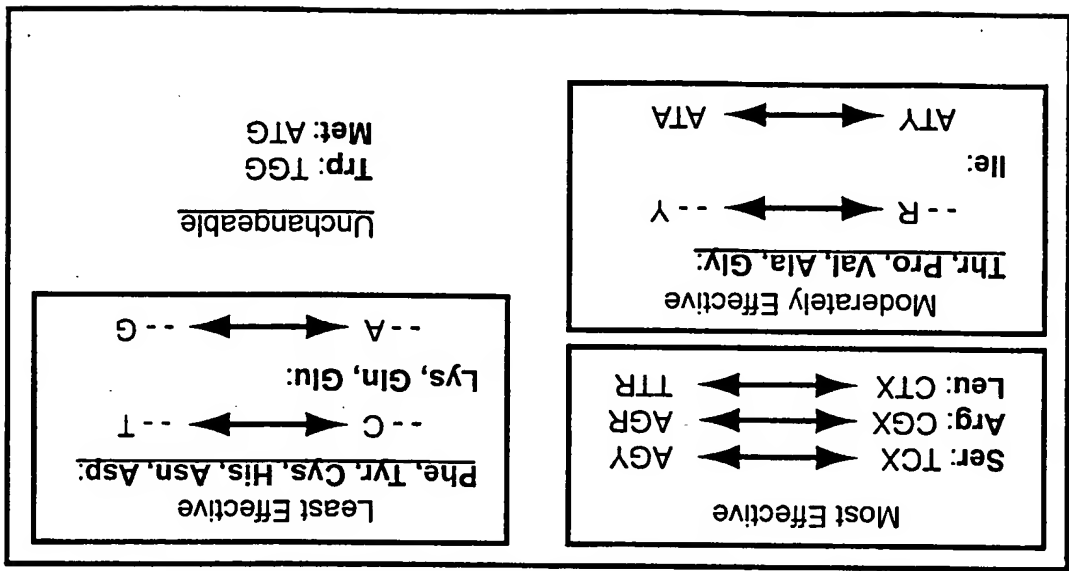 Most Effective
Ser: TCX ↔ AGY
Arg: CGX ↔ AGR
Leu: CTX ↔ TTR
Moderately Effective
Thr, Pro, Val, Ala, Gly:
- - R ↔ - - Y
Ile:
ATY ↔ ATA
Least Effective
Phe, Tyr, Cys, His, Asn, Asp:
- - C ↔ - - T
Lys, Gln, Glu:
- - A ↔ - - G
Unchangeable
Trp: TGG
Met: ATG